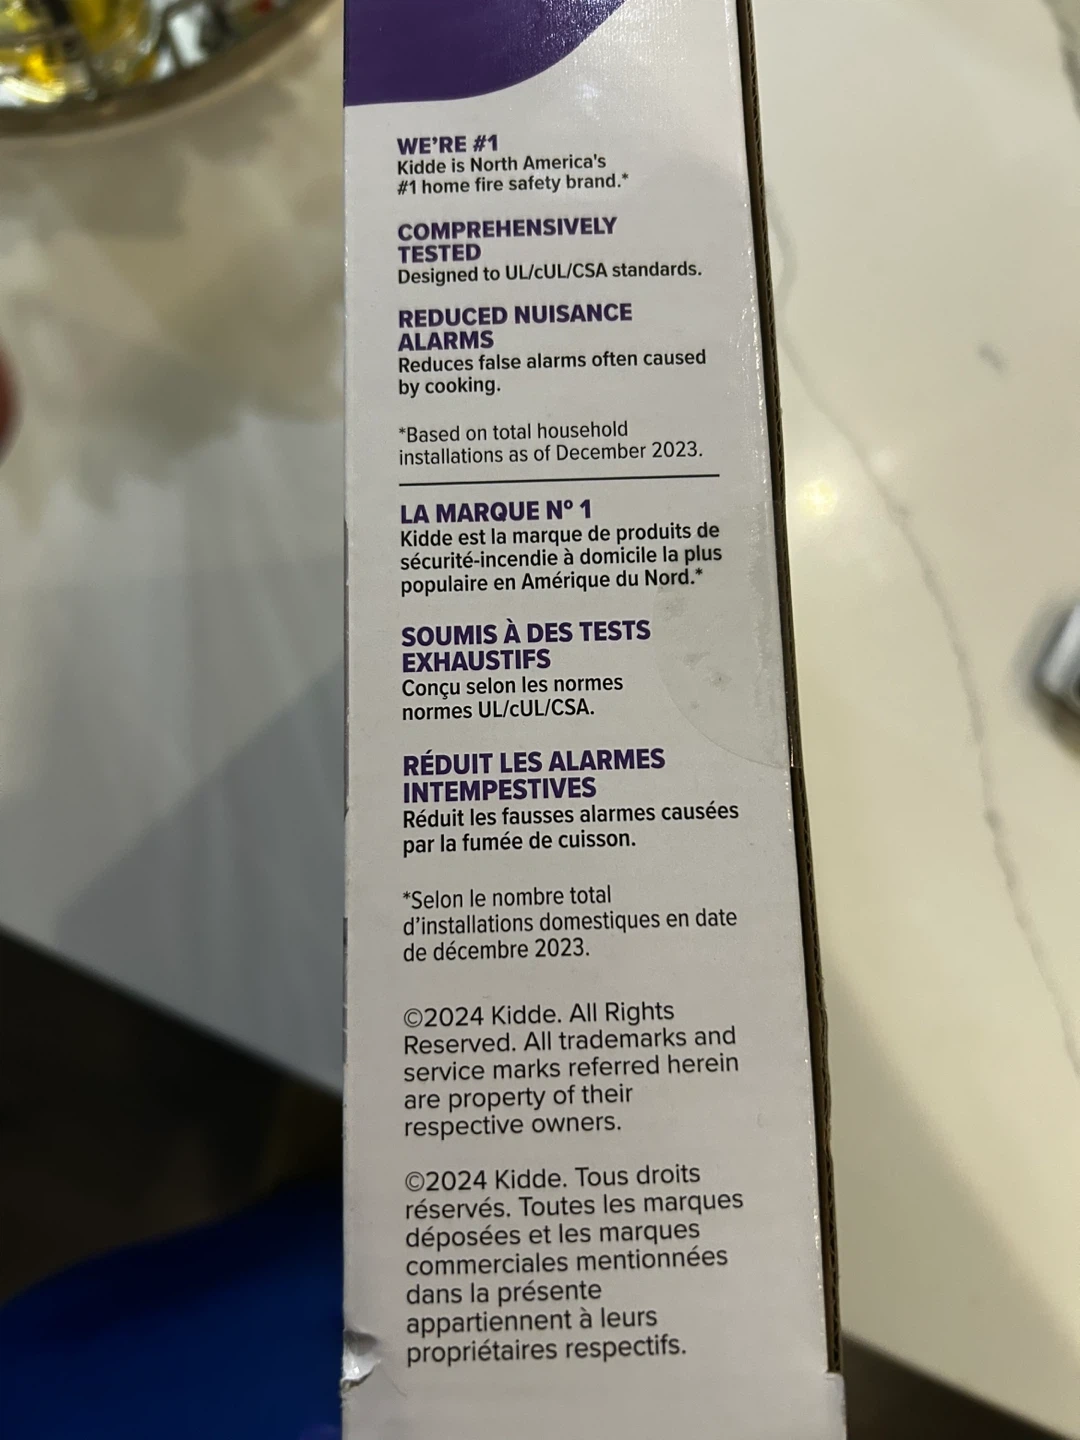 WE'RE #1
Kidde is North America's
#1 home fire safety brand.*
COMPREHENSIVELY
TESTED
Designed to UL/cUL/CSA standards.
REDUCED NUISANCE
ALARMS
Reduces false alarms often caused
by cooking.
*Based on total household
installations as of December 2023.
LA MARQUE Nº 1
Kidde est la marque de produits de
sécurité-incendie à domicile la plus
populaire en Amérique du Nord.*
SOUMIS À DES TESTS
EXHAUSTIFS
Conçu selon les normes
normes UL/cUL/CSA.
RÉDUIT LES ALARMES
INTEMPESTIVES
Réduit les fausses alarmes causées
par la fumée de cuisson.
*Selon le nombre total
d'installations domestiques en date
de décembre 2023.
©2024 Kidde. All Rights
Reserved. All trademarks and
service marks referred herein
are property of their
respective owners.
©2024 Kidde. Tous droits
réservés. Toutes les marques
déposées et les marques
commerciales mentionnées
dans la présente
appartiennent à leurs
propriétaires respectifs.